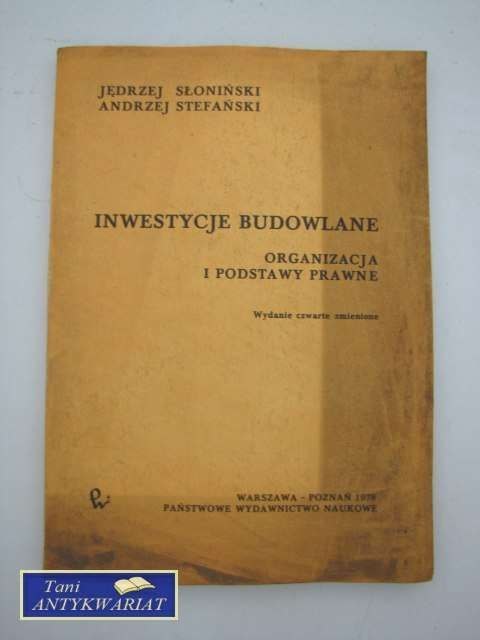 JĘDRZEJ SŁONIŃSKI
ANDRZEJ STEFAŃSKI
INWESTYCJE BUDOWLANE
ORGANIZACJA
I PODSTAWY PRAWNE
Wydanie czwarte zmienione
WARSZAWA - POZNAŃ
PAŃSTWOWE WYDAWNICTWO NAUKOWE
Tani
ANTYKWARIAT